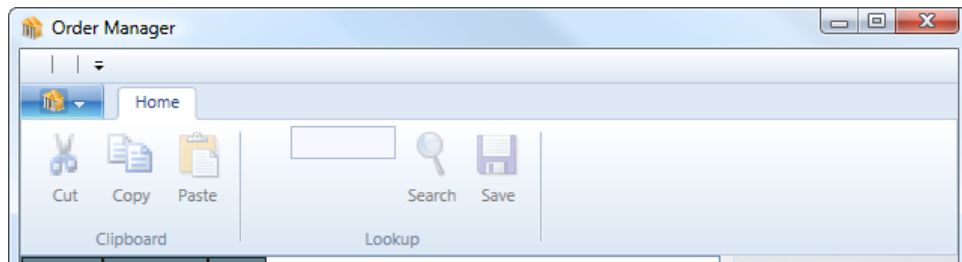 Order Manager
Home
Cut Copy Paste Search Save
Clipboard Lookup